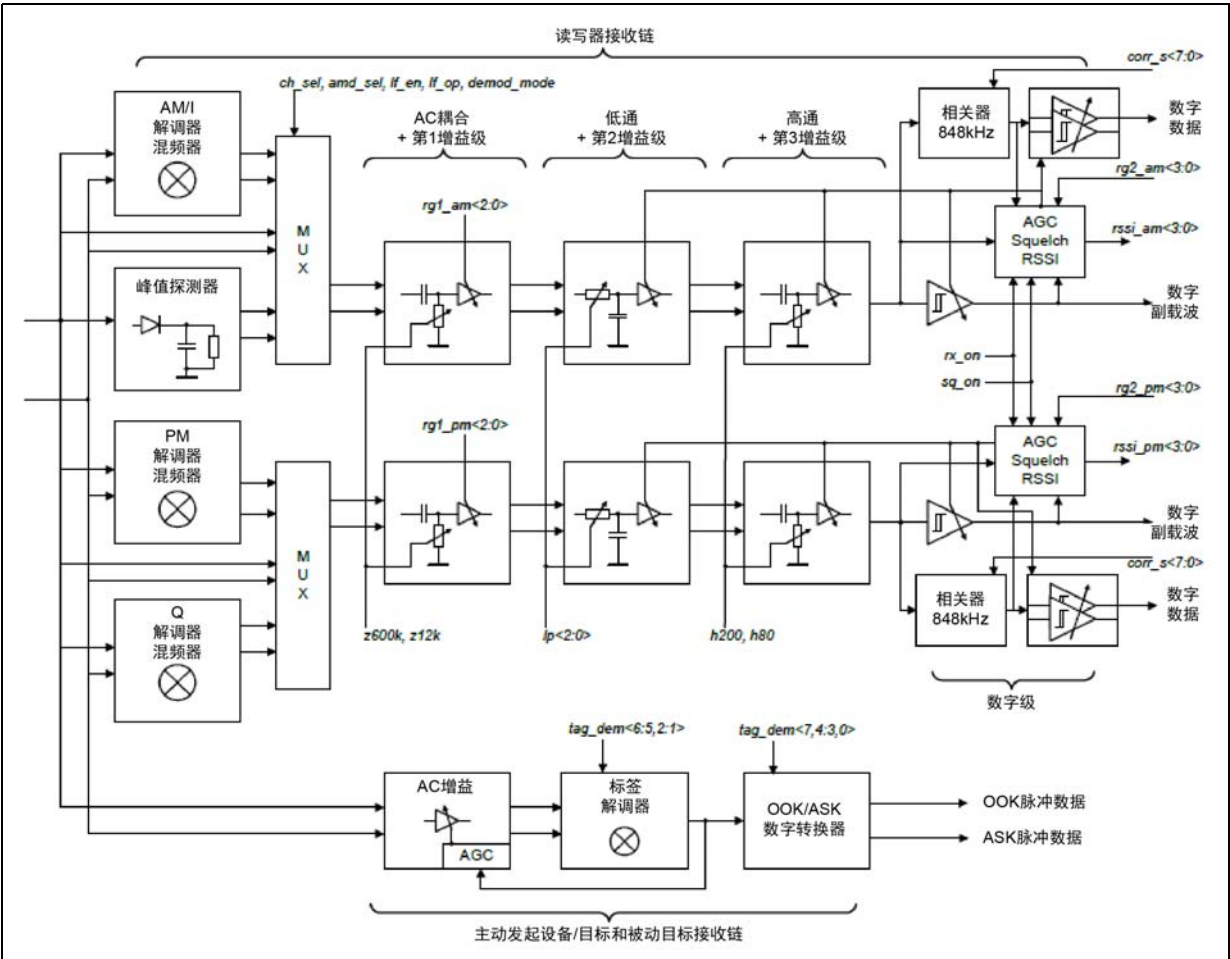 读写器接收链
corr_s<7:0>
ch_sel, amd_sel, lf_en, lf_op, demod_mode
AM/I
解调器
混频器
AC耦合
+ 第1增益级
低通
+ 第2增益级
高通
+ 第3增益级
相关器
848kHz
数字
数据
rg2_am<3:0>
rg1_am<2:0>
M
U
X
AGC
Squelch
RSSI
rssi_am<3:0>
峰值探测器
数字
副载波
rx_on
sq_on
rg2_pm<3:0>
PM
解调器
混频器
rg1_pm<2:0>
AGC
Squelch
RSSI
rssi_pm<3:0>
数字
副载波
M
U
X
corr_s<7:0>
Q
解调器
混频器
相关器
848kHz
数字
数据
z600k, z12k
lp<2:0>
h200, h80
数字级
tag_dem<6:5,2:1>
tag_dem<7,4:3,0>
AC增益
AGC
标签
解调器
OOK/ASK
数字转换器
OOK脉冲数据
ASK脉冲数据
主动发起设备/目标和被动目标接收链